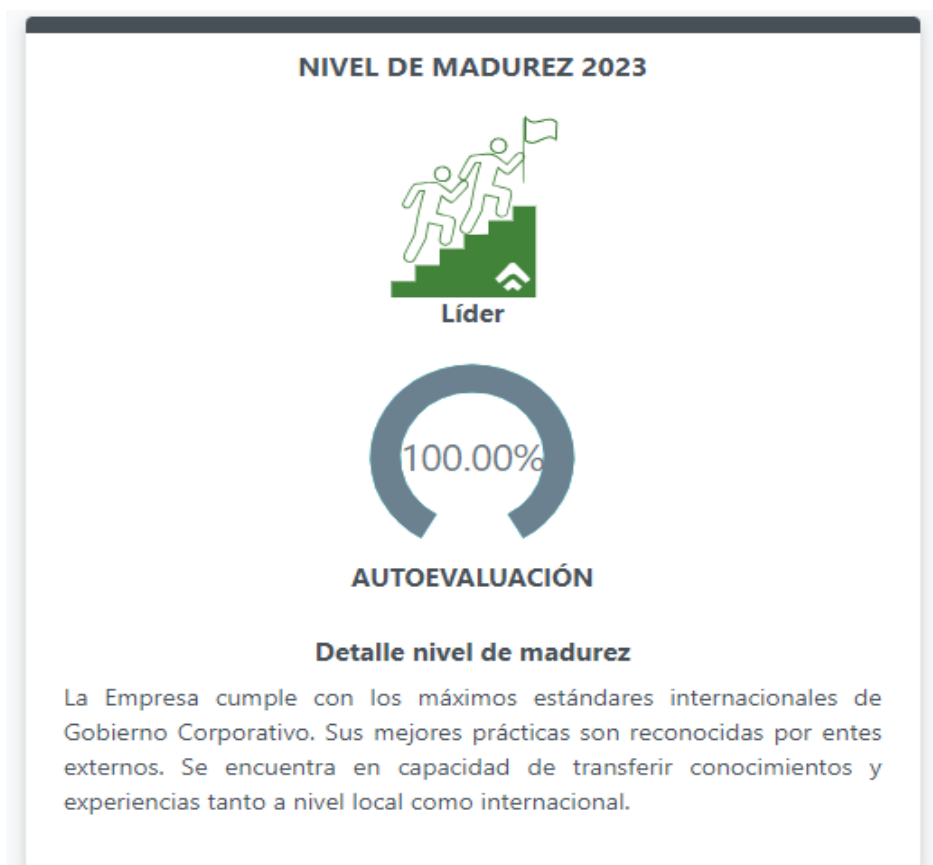 NIVEL DE MADUREZ 2023
Líder
100.00%
AUTOEVALUACIÓN
Detalle nivel de madurez
La Empresa cumple con los máximos estándares internacionales de
Gobierno Corporativo. Sus mejores prácticas son reconocidas por entes
externos. Se encuentra en capacidad de transferir conocimientos y
experiencias tanto a nivel local como internacional.